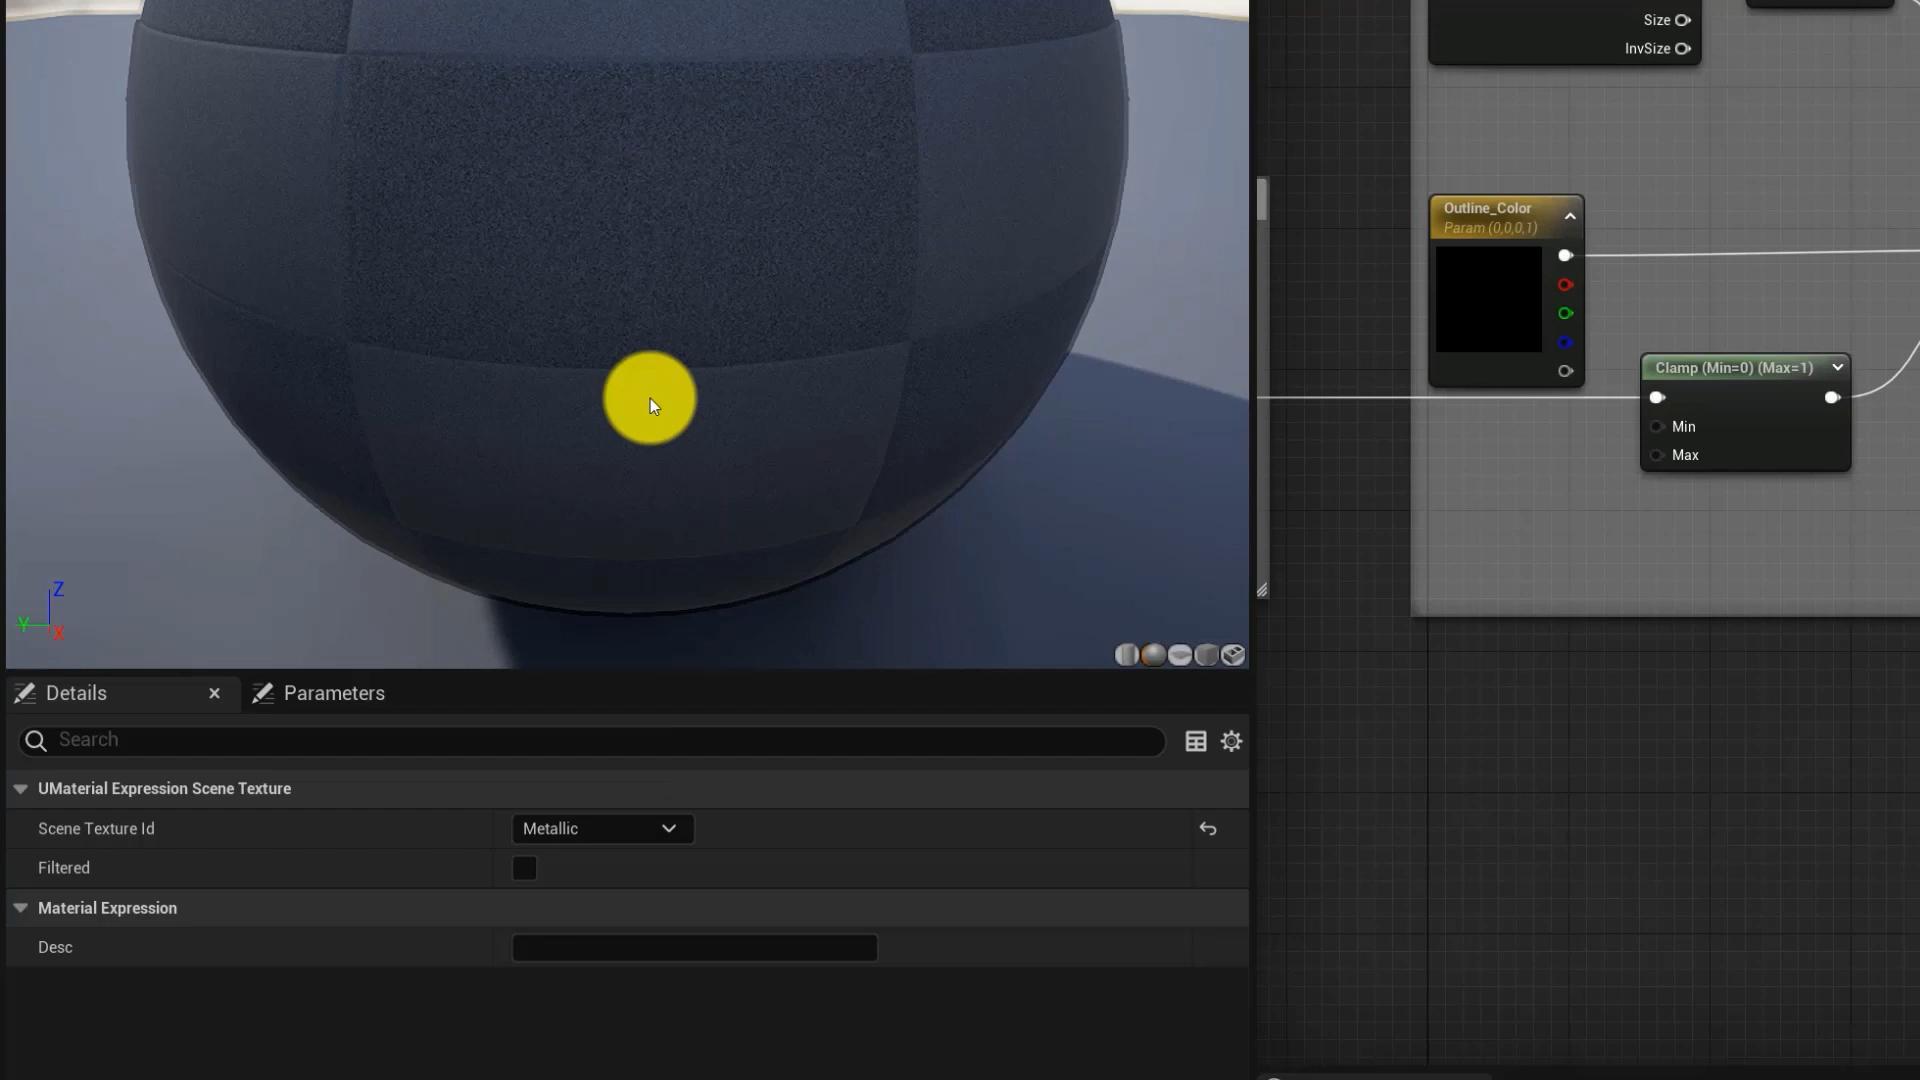 Size
InvSize
Outline_Color
Param (0,0,0,1)
Clamp (Min=0) (Max=1)
Min
Max
Z
Y
X
Details
Parameters
Search
UMaterial Expression Scene Texture
Scene Texture Id
Metallic
Filtered
Material Expression
Desc